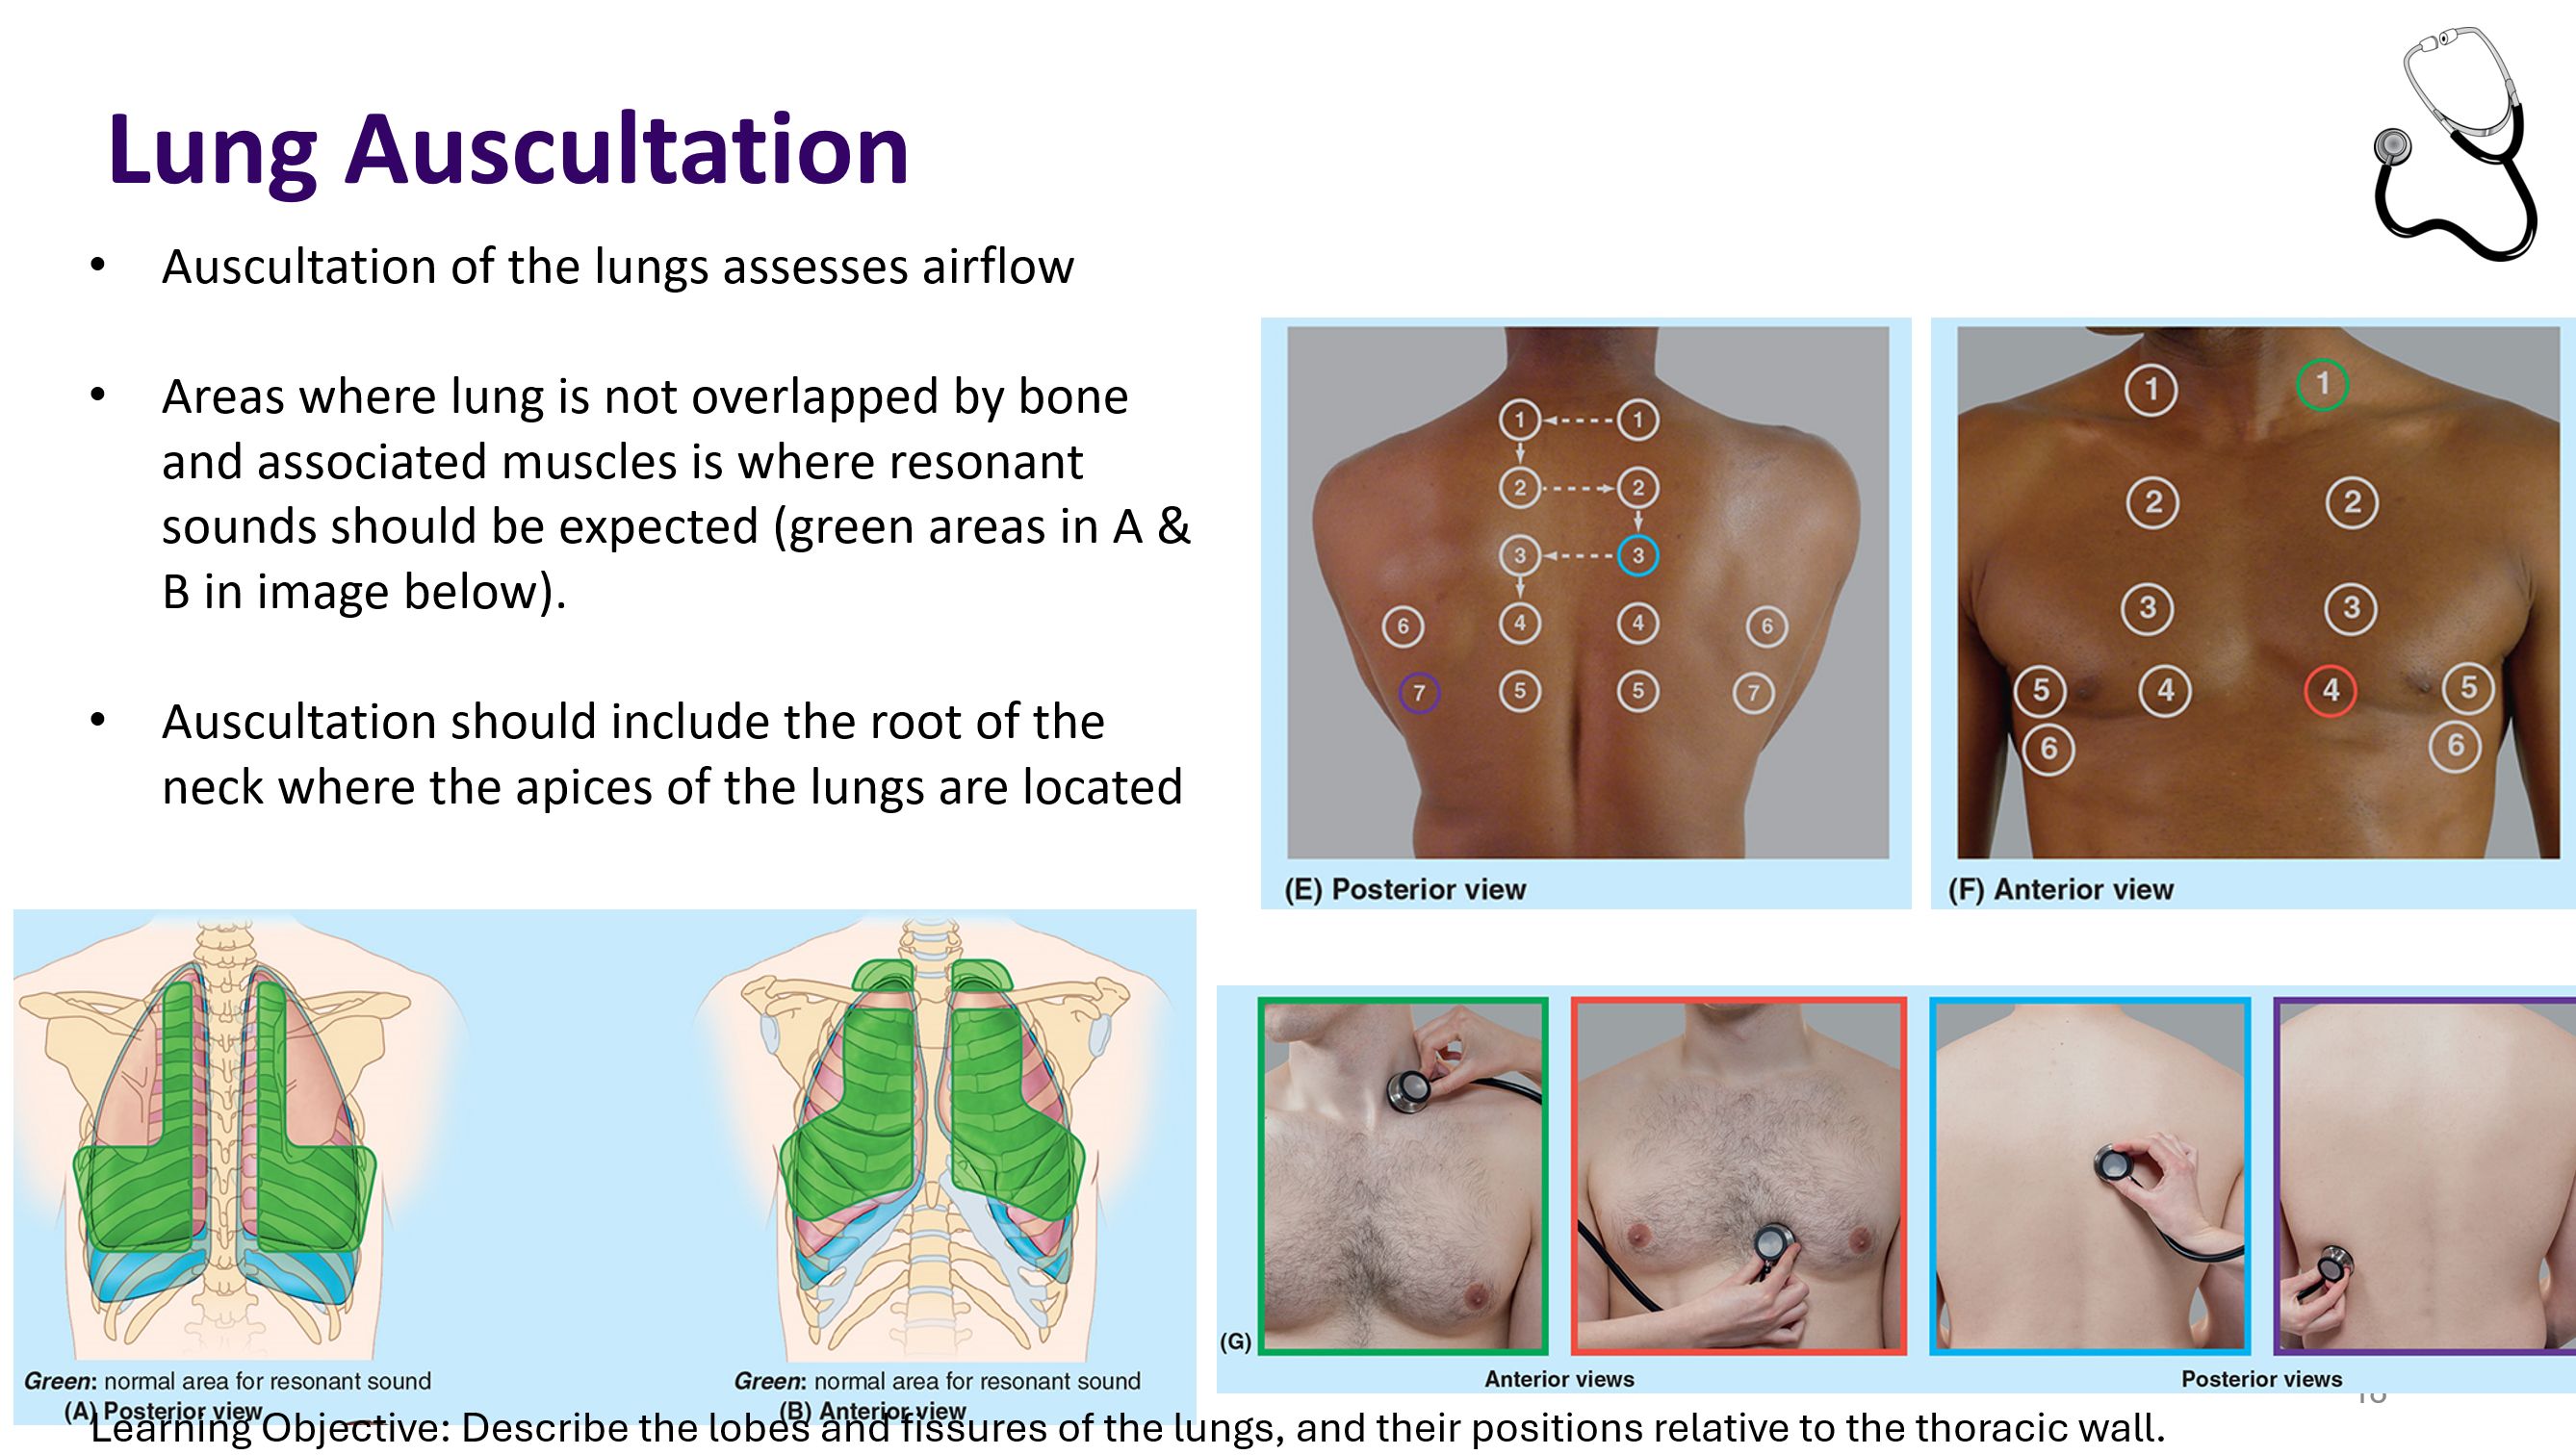 Lung Auscultation
• Auscultation of the lungs assesses airflow
• Areas where lung is not overlapped by bone
and associated muscles is where resonant
sounds should be expected (green areas in A &
B in image below).
• Auscultation should include the root of the
neck where the apices of the lungs are located
1 1
2 2
3 3
6 4 4 6
7 5 5 7
(E) Posterior view
1 1
2 2
3 3
5 4 4 5
6 6
(F) Anterior view
Green: normal area for resonant sound
(A) Posterior view
Green: normal area for resonant sound
(B) Anterior view
(G)
Anterior views
Posterior views
Learning Objective: Describe the lobes and fissures of the lungs, and their positions relative to the thoracic wall.